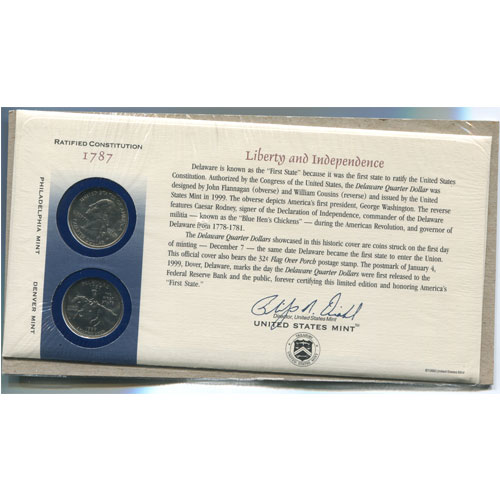 RATIFIED CONSTITUTION
1787
PHILADELPHIA MINT
DENVER MINT
Liberty and Independence
Delaware is known as the "First State" because it was the first state to ratify the United States
Constitution. Authorized by the Congress of the United States, the Delaware Quarter Dollar was
designed by John Flannagan (obverse) and William Cousins (reverse) and issued by the United
States Mint in 1999. The obverse depicts America's first president, George Washington. The reverse
features Caesar Rodney, signer of the Declaration of Independence, commander of the Delaware
militia – known as the "Blue Hen's Chickens" – during the American Revolution, and governor of
Delaware from 1778-1781.
The Delaware Quarter Dollars showcased in this historic cover are coins struck on the first day
of minting – December 7 – the same date Delaware became the first state to enter the Union.
This official cover also bears the 32¢ Flag Over Porch postage stamp. The postmark of January 4,
1999, Dover, Delaware, marks the day the Delaware Quarter Dollars were first released to the
Federal Reserve Bank and the public, forever certifying this limited edition and honoring America's
"First State."
Director, United States Mint
UNITED STATES MINT